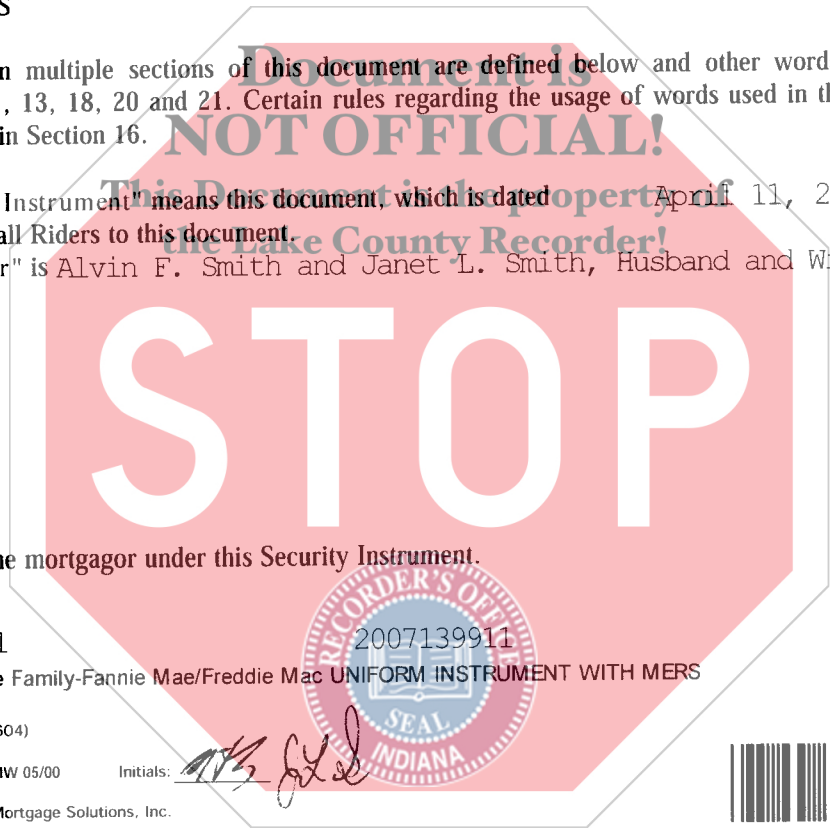 S
n multiple sections of this document are defined below and other word
, 13, 18, 20 and 21. Certain rules regarding the usage of words used in th
in Section 16.
Document is
NOT OFFICIAL!
This Document is the property of
the Lake County Recorder!
Instrument" means this document, which is dated April 11, 2
all Riders to this document.
r" is Alvin F. Smith and Janet L. Smith, Husband and Wi
STOP
he mortgagor under this Security Instrument.
2007139911
e Family-Fannie Mae/Freddie Mac UNIFORM INSTRUMENT WITH MERS
604)
MW 05/00 Initials:
Mortgage Solutions, Inc.
RECORDER'S OFFICE
SEAL
INDIANA